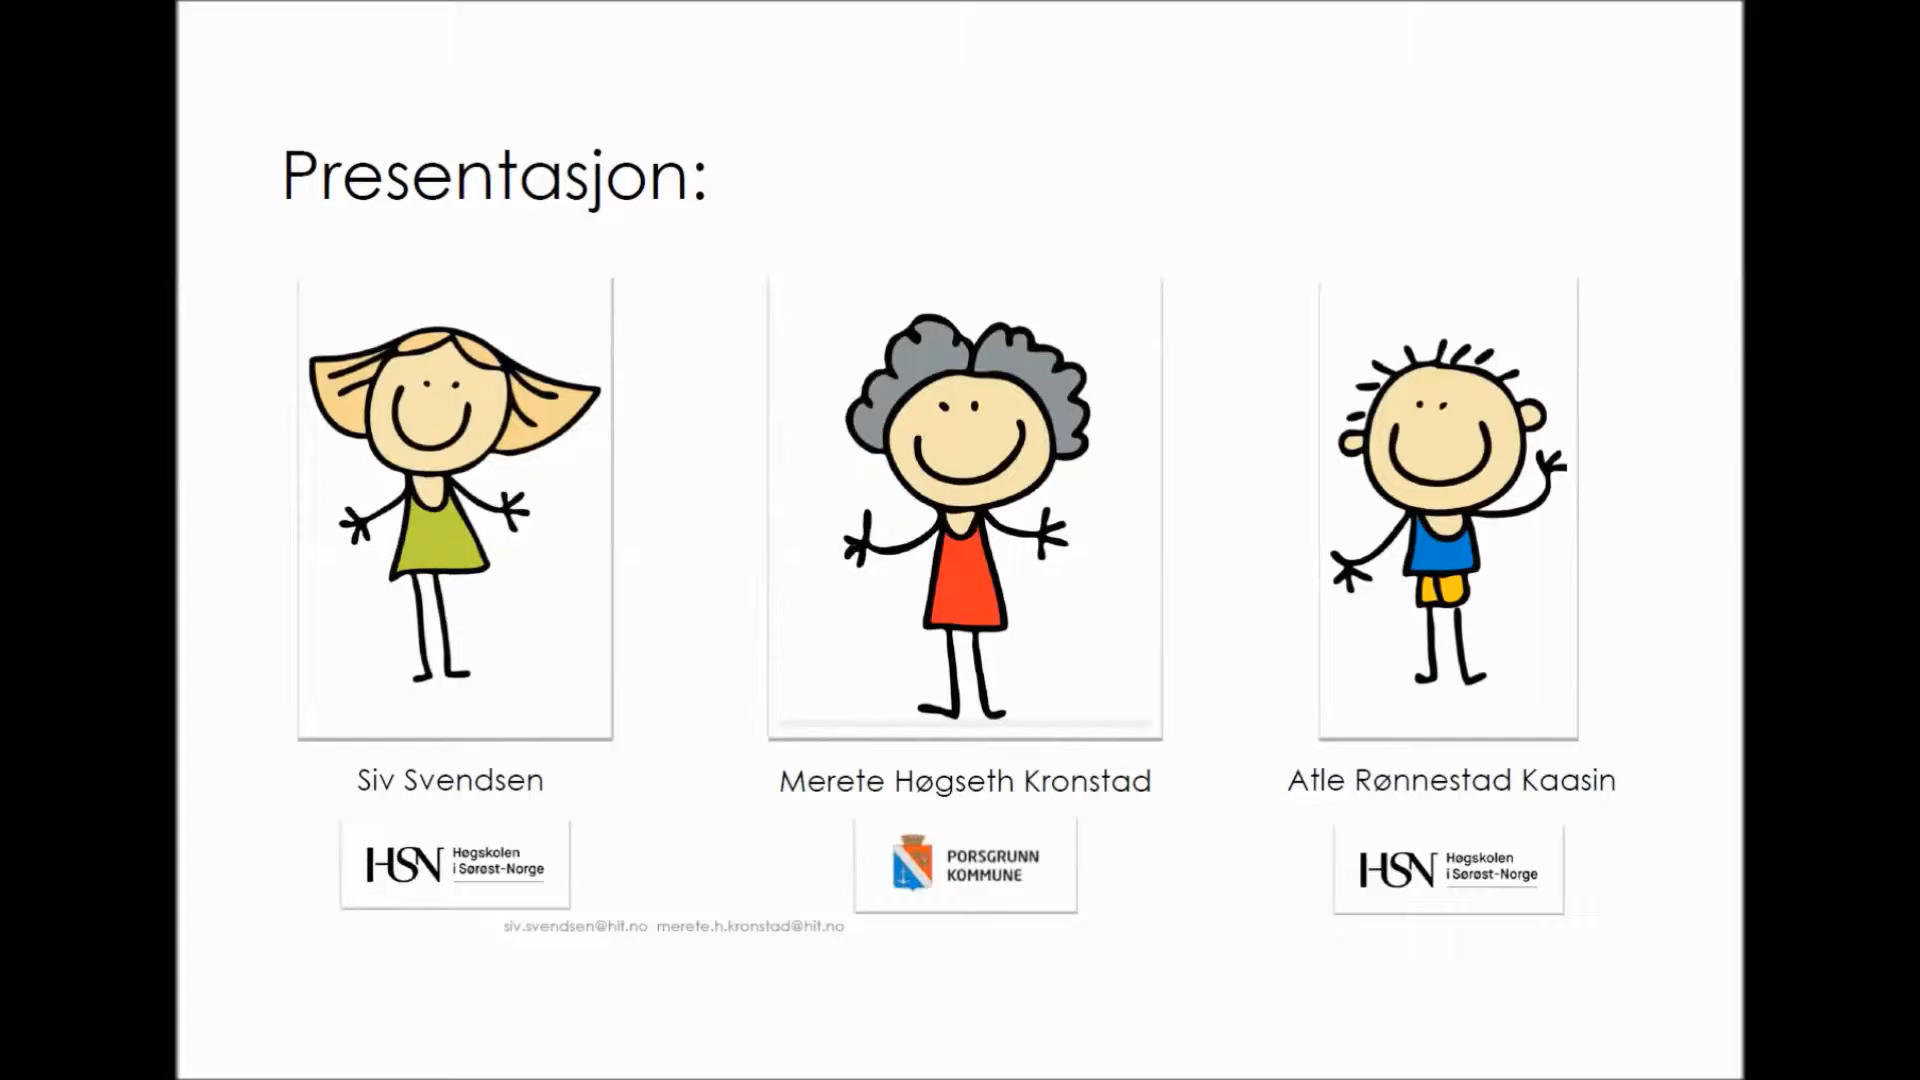 Presentasjon:
Siv Svendsen
Merete Høgseth Kronstad
Atle Rønnestad Kaasin
HSN Høgskolen
i Sørøst-Norge
PORSGRUNN
KOMMUNE
HSN Høgskolen
i Sørøst-Norge
siv.svendsen@hit.no merete.h.kronstad@hit.no